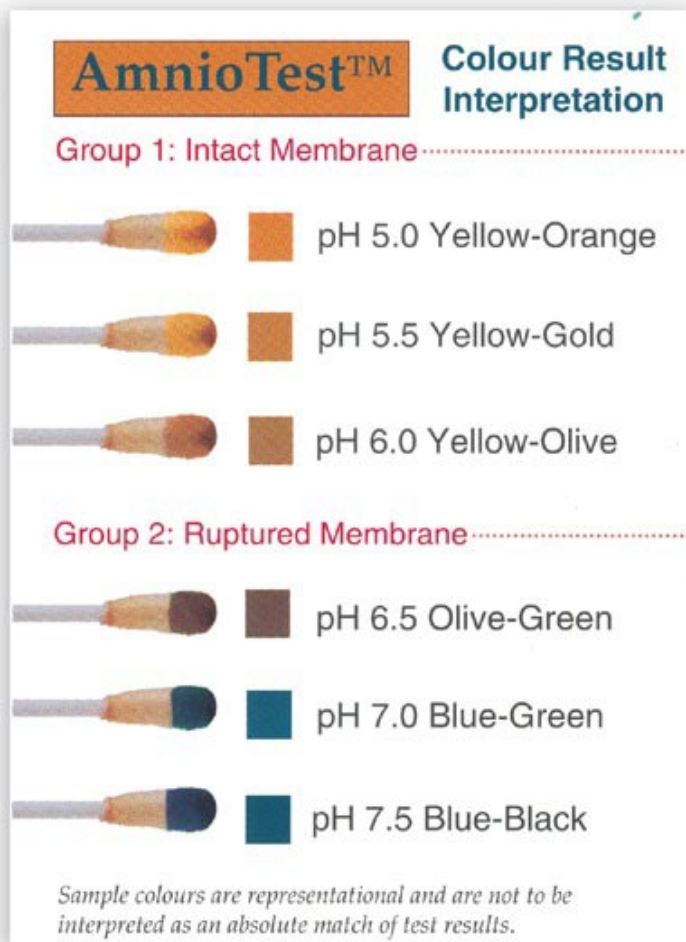 AmnioTest™
Colour Result
Interpretation
Group 1: Intact Membrane
pH 5.0 Yellow-Orange
pH 5.5 Yellow-Gold
pH 6.0 Yellow-Olive
Group 2: Ruptured Membrane
pH 6.5 Olive-Green
pH 7.0 Blue-Green
pH 7.5 Blue-Black
Sample colours are representational and are not to be
interpreted as an absolute match of test results.